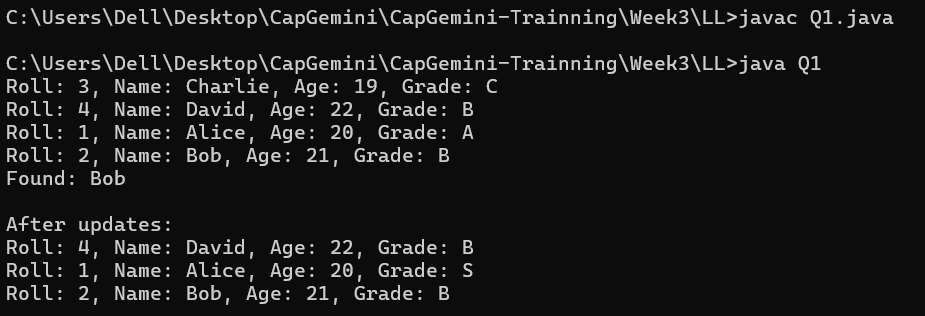 C:\Users\Dell\Desktop\CapGemini\CapGemini-Trainning\Week3\LL>javac Q1.java
C:\Users\Dell\Desktop\CapGemini\CapGemini-Trainning\Week3\LL>java Q1
Roll: 3, Name: Charlie, Age: 19, Grade: C
Roll: 4, Name: David, Age: 22, Grade: B
Roll: 1, Name: Alice, Age: 20, Grade: A
Roll: 2, Name: Bob, Age: 21, Grade: B
Found: Bob
After updates:
Roll: 4, Name: David, Age: 22, Grade: B
Roll: 1, Name: Alice, Age: 20, Grade: S
Roll: 2, Name: Bob, Age: 21, Grade: B